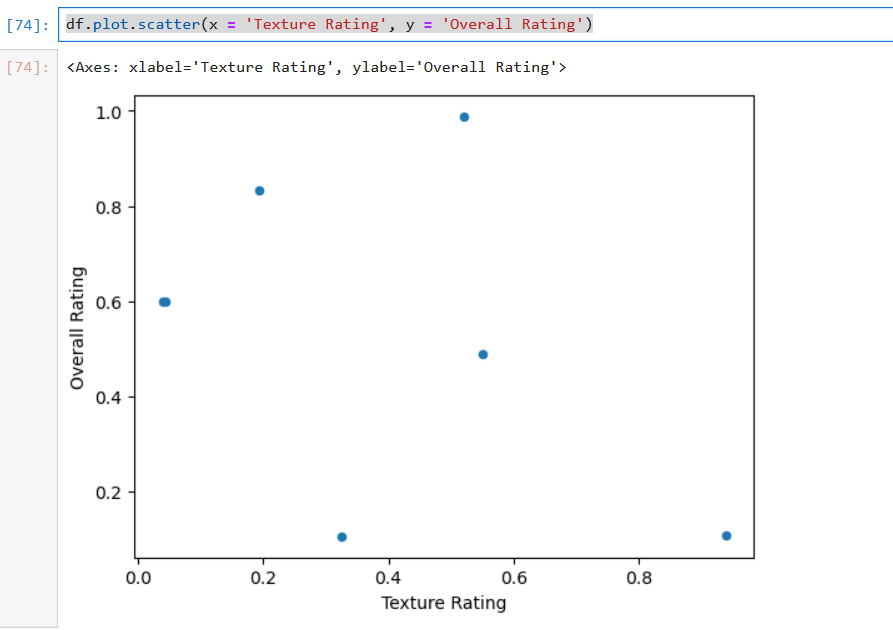 [74]: df.plot.scatter(x = 'Texture Rating', y = 'Overall Rating')
[74]: <Axes: xlabel='Texture Rating', ylabel='Overall Rating'>
1.0
0.8
0.6
0.4
0.2
Overall Rating
0.0 0.2 0.4 0.6 0.8
Texture Rating